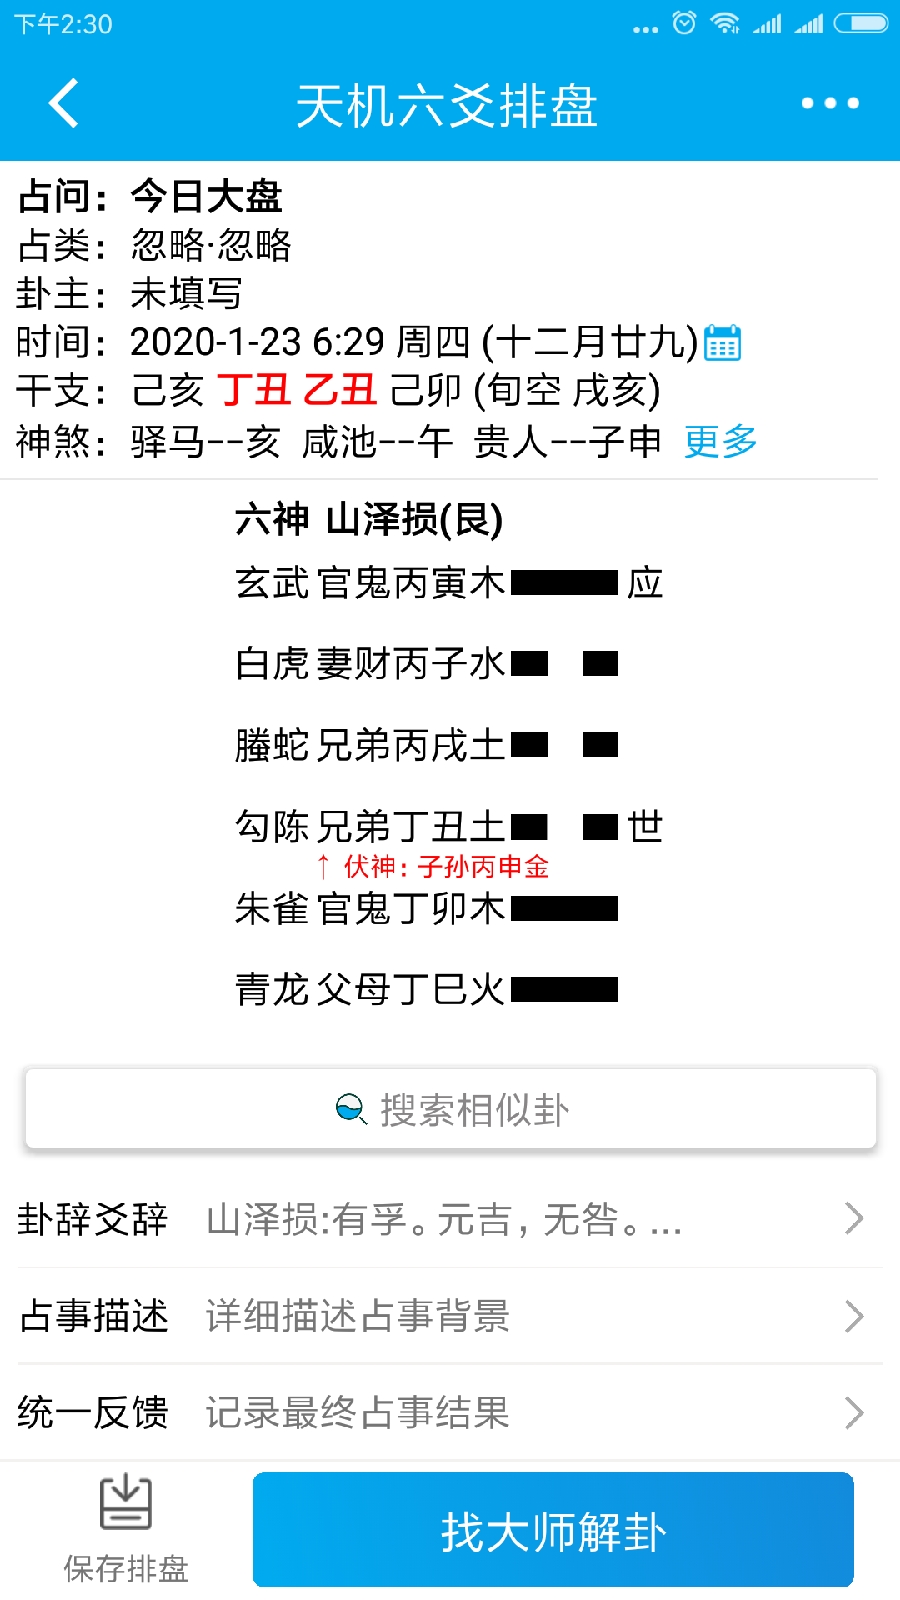 下午2:30
天机六爻排盘
占问：今日大盘
占类：忽略·忽略
卦主：未填写
时间：2020-1-23 6:29 周四 (十二月廿九)
干支：己亥 丁丑 乙丑 己卯 (旬空 戌亥)
神煞：驿马--亥 咸池--午 贵人--子申 更多
六神 山泽损(艮)
玄武 官鬼丙寅木 应
白虎 妻财丙子水
螣蛇 兄弟丙戌土
勾陈 兄弟丁丑土 世
↑ 伏神：子孙丙申金
朱雀 官鬼丁卯木
青龙 父母丁巳火
搜索相似卦
卦辞爻辞 山泽损:有孚。元吉，无咎。...
占事描述 详细描述占事背景
统一反馈 记录最终占事结果
保存排盘
找大师解卦